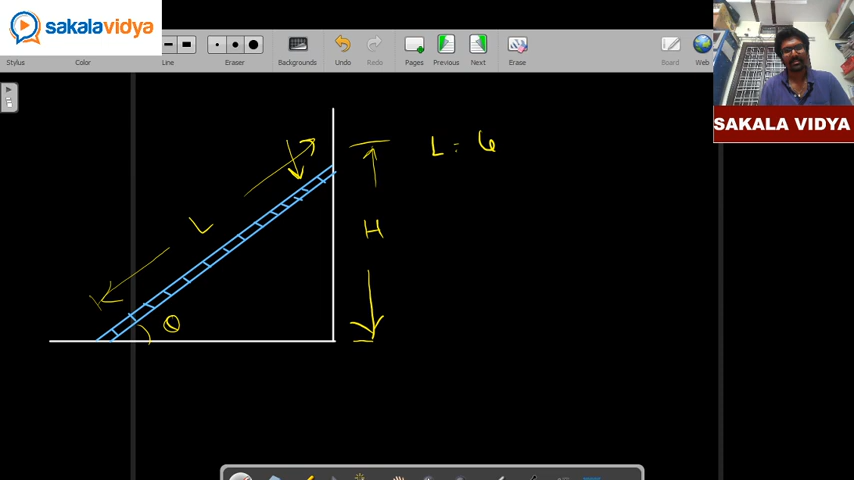 sakalavidya
Stylus
Color
Line
Eraser
Backgrounds
Undo
Redo
Pages
Previous
Next
Erase
Board
Web
SAKALA VIDYA
L = 6
L
H
θ